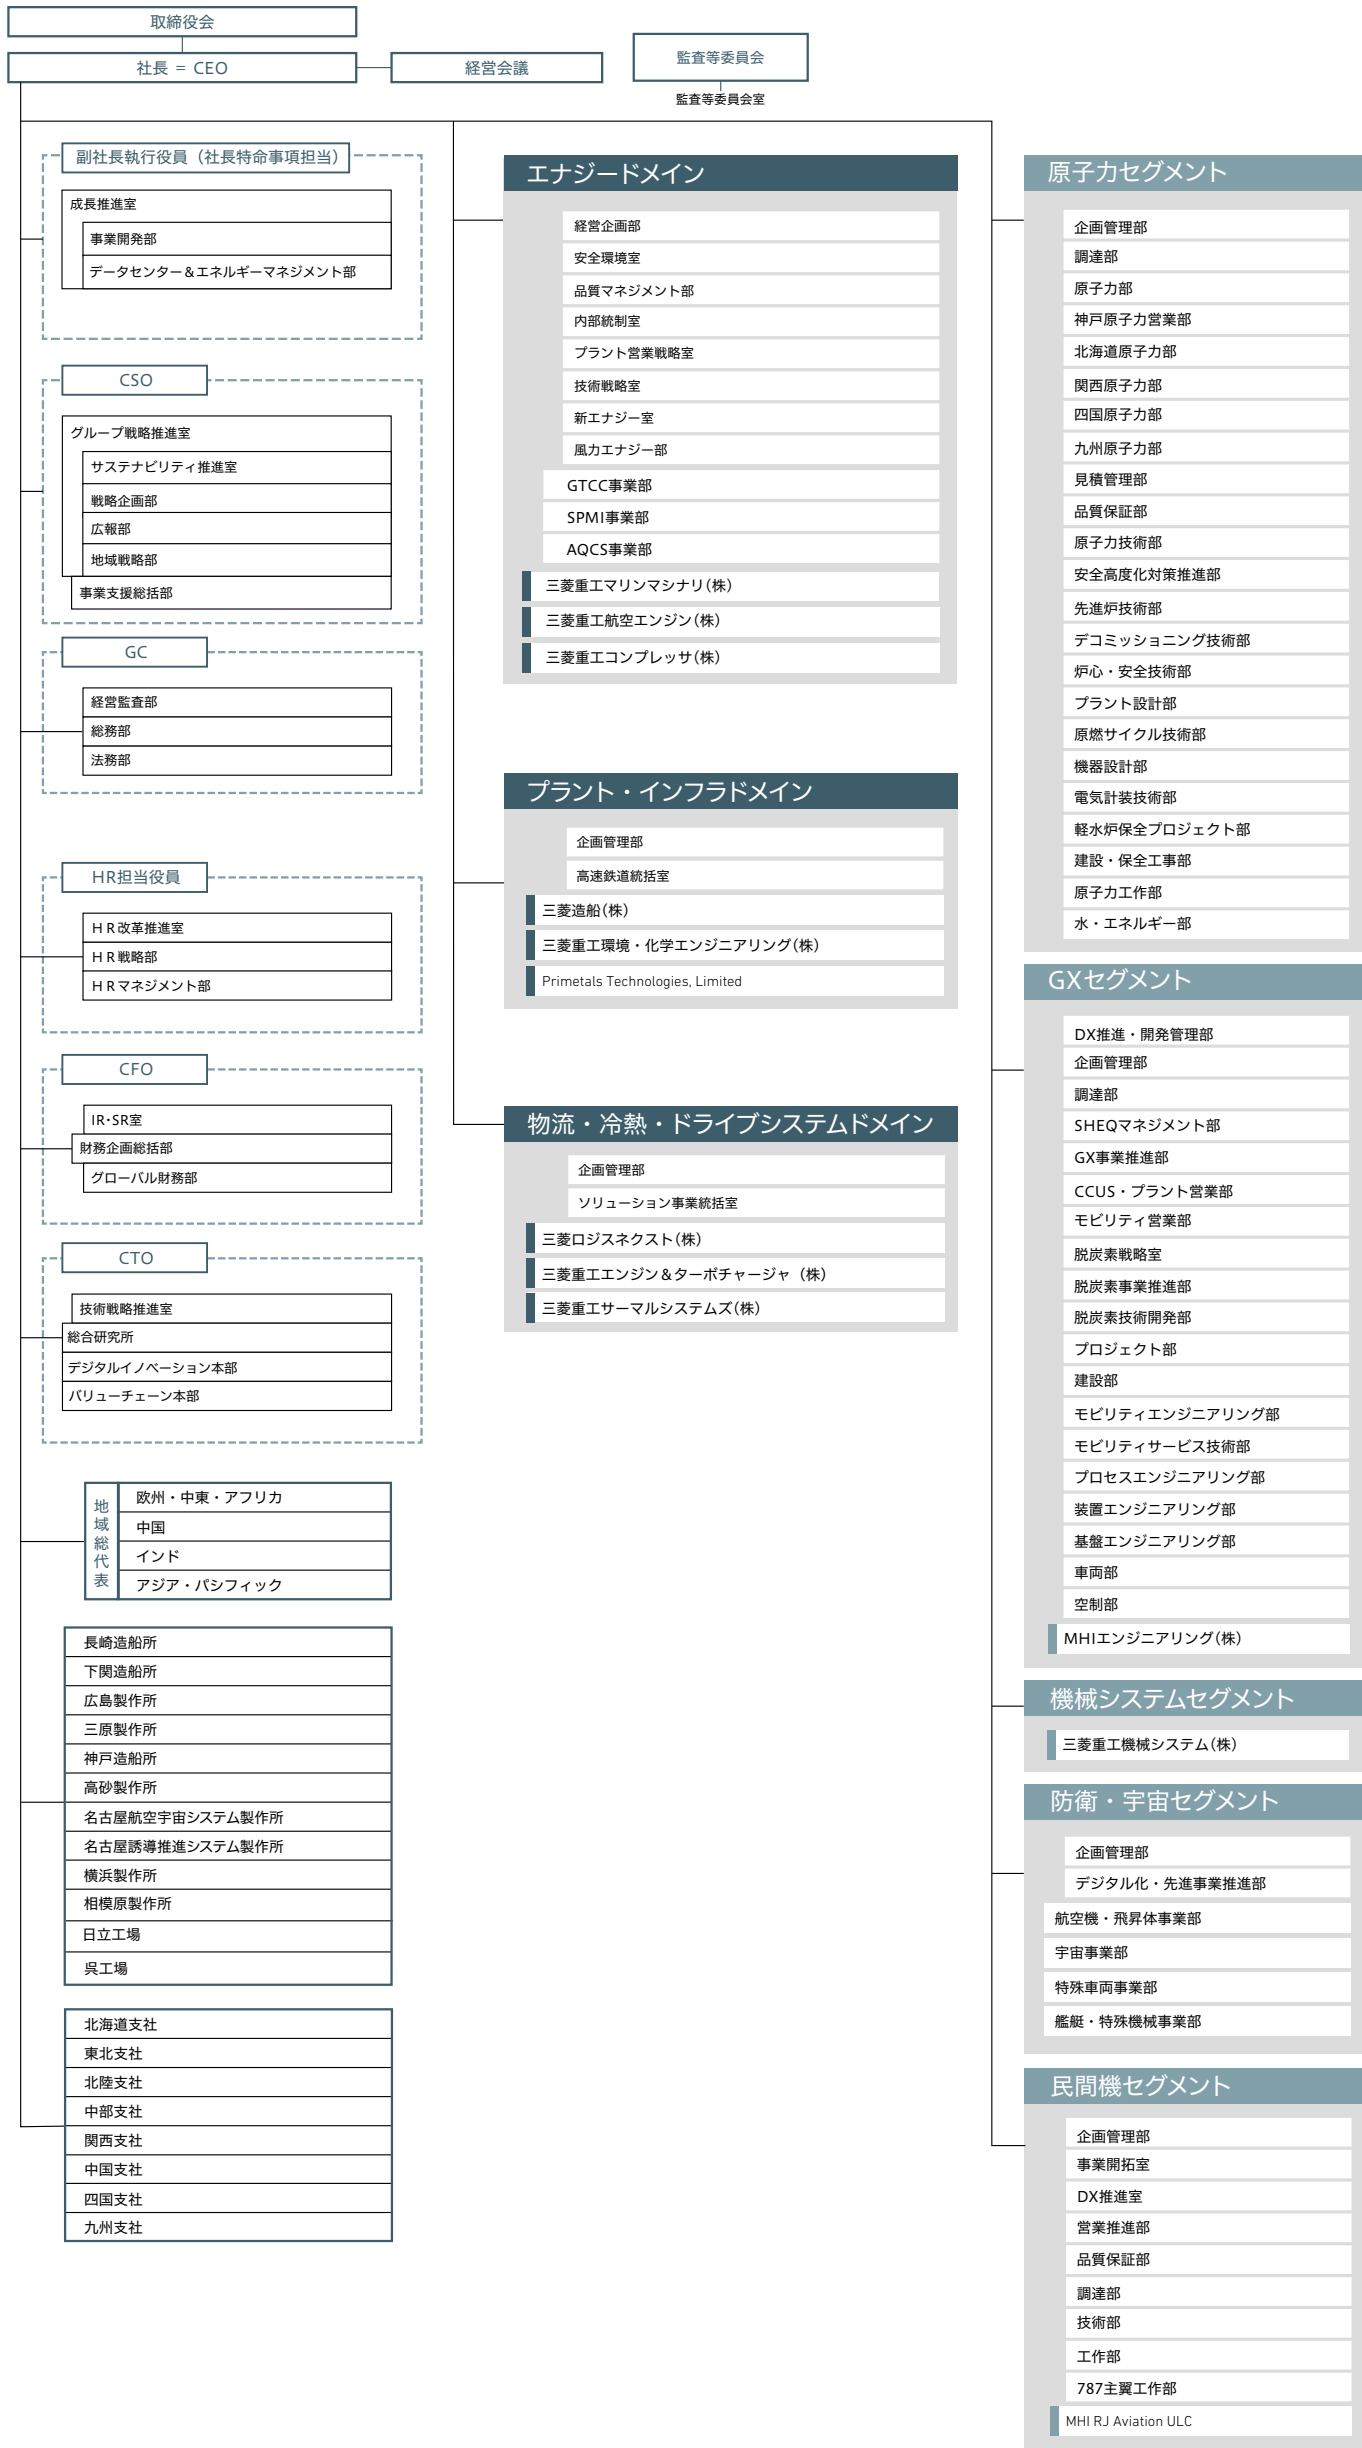 取締役会
社長 = CEO
経営会議
監査等委員会
監査等委員会室
副社長執行役員（社長特命事項担当）
成長推進室
事業開発部
データセンター＆エネルギーマネジメント部
CSO
グループ戦略推進室
サステナビリティ推進室
戦略企画部
広報部
地域戦略部
事業支援総括部
GC
経営監査部
総務部
法務部
HR担当役員
ＨＲ改革推進室
ＨＲ戦略部
ＨＲマネジメント部
CFO
IR･SR室
財務企画総括部
グローバル財務部
CTO
技術戦略推進室
総合研究所
デジタルイノベーション本部
バリューチェーン本部
地域総代表
欧州・中東・アフリカ
中国
インド
アジア・パシフィック
長崎造船所
下関造船所
広島製作所
三原製作所
神戸造船所
高砂製作所
名古屋航空宇宙システム製作所
名古屋誘導推進システム製作所
横浜製作所
相模原製作所
日立工場
呉工場
北海道支社
東北支社
北陸支社
中部支社
関西支社
中国支社
四国支社
九州支社
エナジードメイン
経営企画部
安全環境室
品質マネジメント部
内部統制室
プラント営業戦略室
技術戦略室
新エナジー室
風力エナジー部
GTCC事業部
SPMI事業部
AQCS事業部
三菱重工マリンマシナリ(株)
三菱重工航空エンジン(株)
三菱重工コンプレッサ(株)
プラント・インフラドメイン
企画管理部
高速鉄道統括室
三菱造船(株)
三菱重工環境・化学エンジニアリング(株)
Primetals Technologies, Limited
物流・冷熱・ドライブシステムドメイン
企画管理部
ソリューション事業統括室
三菱ロジスネクスト(株)
三菱重工エンジン＆ターボチャージャ (株)
三菱重工サーマルシステムズ(株)
原子力セグメント
企画管理部
調達部
原子力部
神戸原子力営業部
北海道原子力部
関西原子力部
四国原子力部
九州原子力部
見積管理部
品質保証部
原子力技術部
安全高度化対策推進部
先進炉技術部
デコミッショニング技術部
炉心・安全技術部
プラント設計部
原燃サイクル技術部
機器設計部
電気計装技術部
軽水炉保全プロジェクト部
建設・保全工事部
原子力工作部
水・エネルギー部
GXセグメント
DX推進・開発管理部
企画管理部
調達部
SHEQマネジメント部
GX事業推進部
CCUS・プラント営業部
モビリティ営業部
脱炭素戦略室
脱炭素事業推進部
脱炭素技術開発部
プロジェクト部
建設部
モビリティエンジニアリング部
モビリティサービス技術部
プロセスエンジニアリング部
装置エンジニアリング部
基盤エンジニアリング部
車両部
空制部
MHIエンジニアリング(株)
機械システムセグメント
三菱重工機械システム(株)
防衛・宇宙セグメント
企画管理部
デジタル化・先進事業推進部
航空機・飛昇体事業部
宇宙事業部
特殊車両事業部
艦艇・特殊機械事業部
民間機セグメント
企画管理部
事業開拓室
DX推進室
営業推進部
品質保証部
調達部
技術部
工作部
787主翼工作部
MHI RJ Aviation ULC